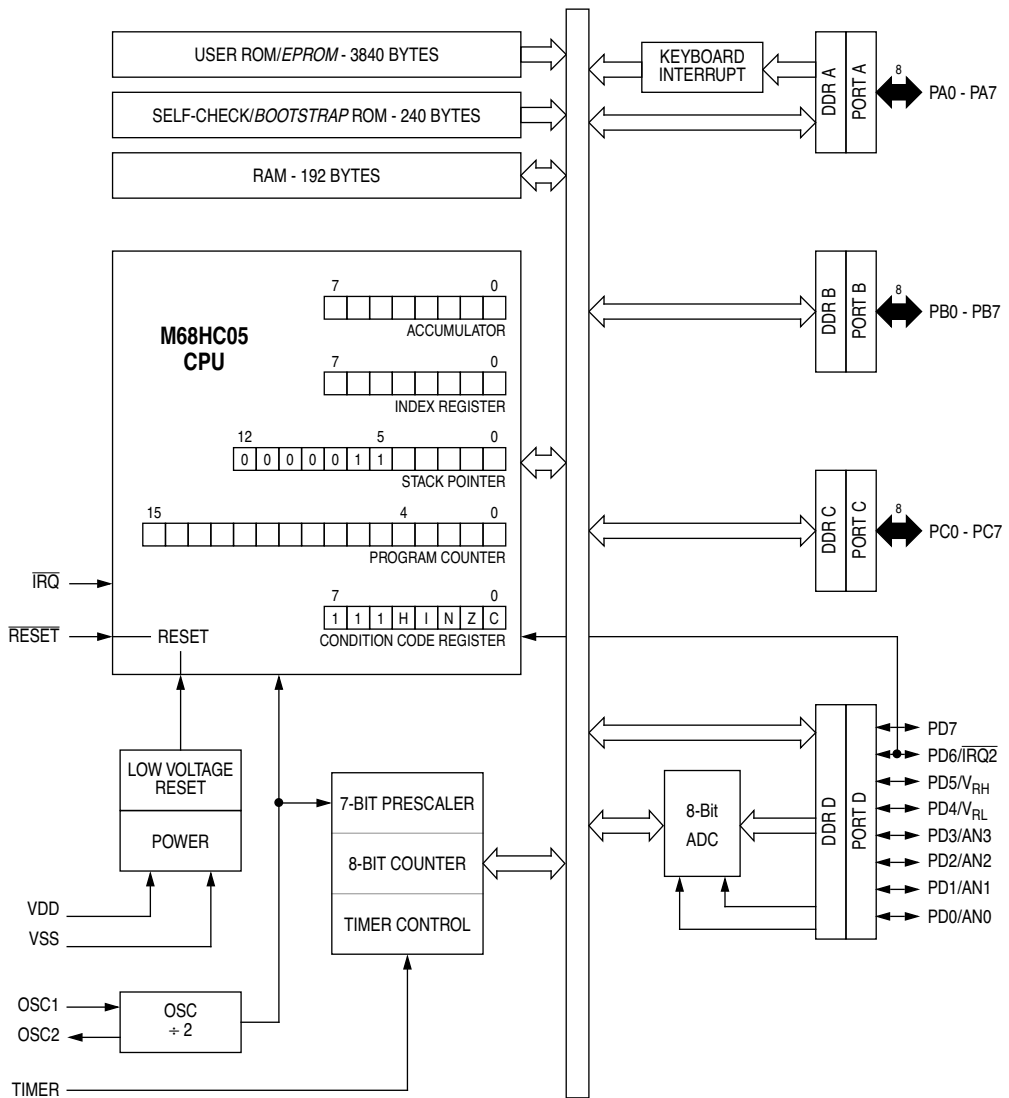 USER ROM/EPROM - 3840 BYTES
SELF-CHECK/BOOTSTRAP ROM - 240 BYTES
RAM - 192 BYTES
KEYBOARD
INTERRUPT
DDR A
PORT A
8
PA0 - PA7
M68HC05
CPU
7 0
ACCUMULATOR
7 0
INDEX REGISTER
12 5 0
0 0 0 0 0 1 1
STACK POINTER
15 4 0
PROGRAM COUNTER
7 0
1 1 1 H I N Z C
CONDITION CODE REGISTER
IRQ
RESET
RESET
DDR B
PORT B
8
PB0 - PB7
DDR C
PORT C
8
PC0 - PC7
LOW VOLTAGE
RESET
POWER
VDD
VSS
7-BIT PRESCALER
8-BIT COUNTER
TIMER CONTROL
OSC1
OSC2
OSC
÷ 2
TIMER
8-Bit
ADC
DDR D
PORT D
PD7
PD6/IRQ2
PD5/VRH
PD4/VRL
PD3/AN3
PD2/AN2
PD1/AN1
PD0/AN0